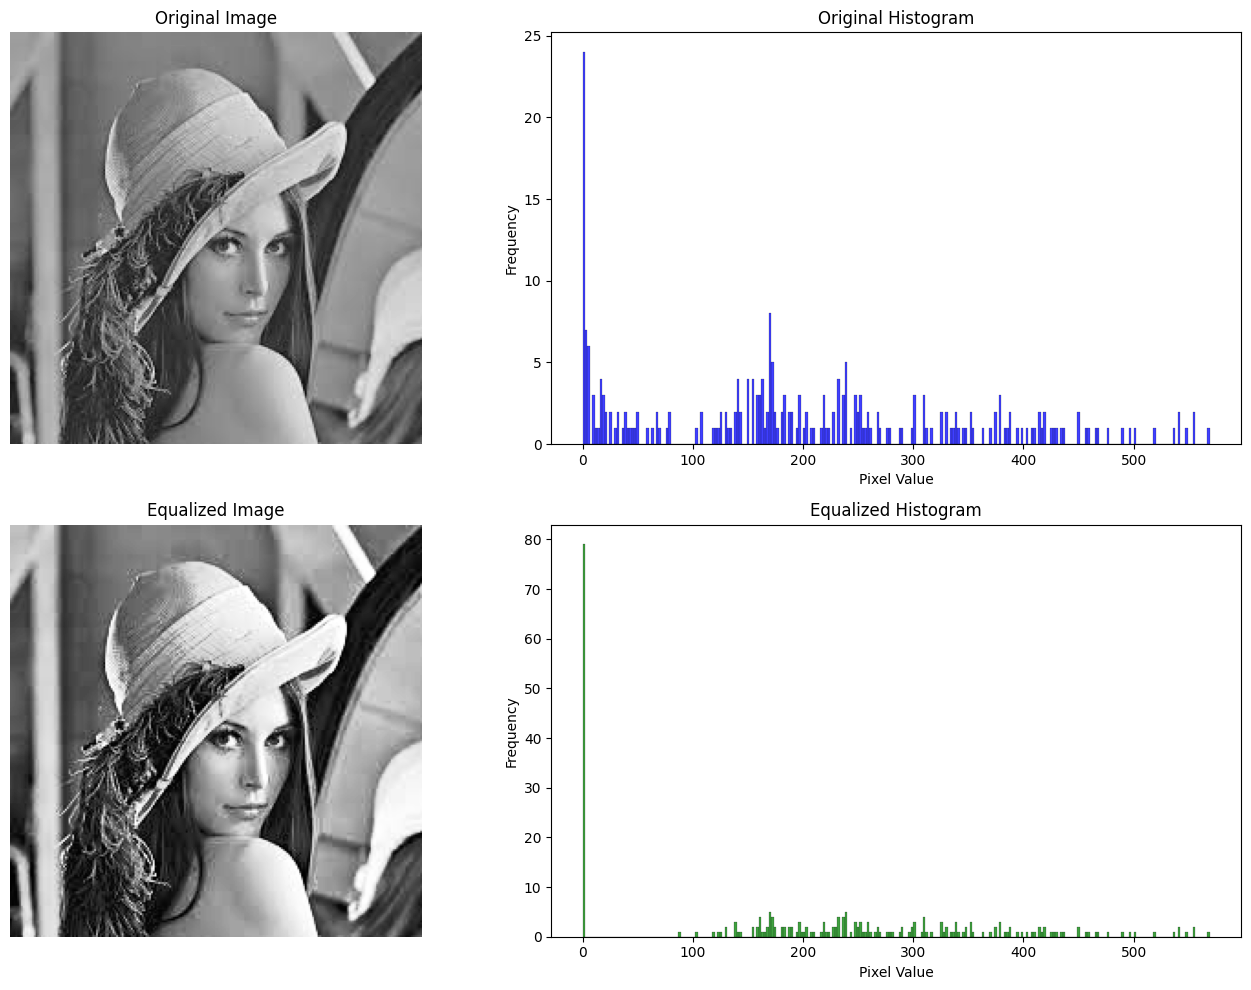 Original Image
Original Histogram
25
20
15
10
5
0
Frequency
0 100 200 300 400 500
Pixel Value
Equalized Image
Equalized Histogram
80
70
60
50
40
30
20
10
0
Frequency
0 100 200 300 400 500
Pixel Value